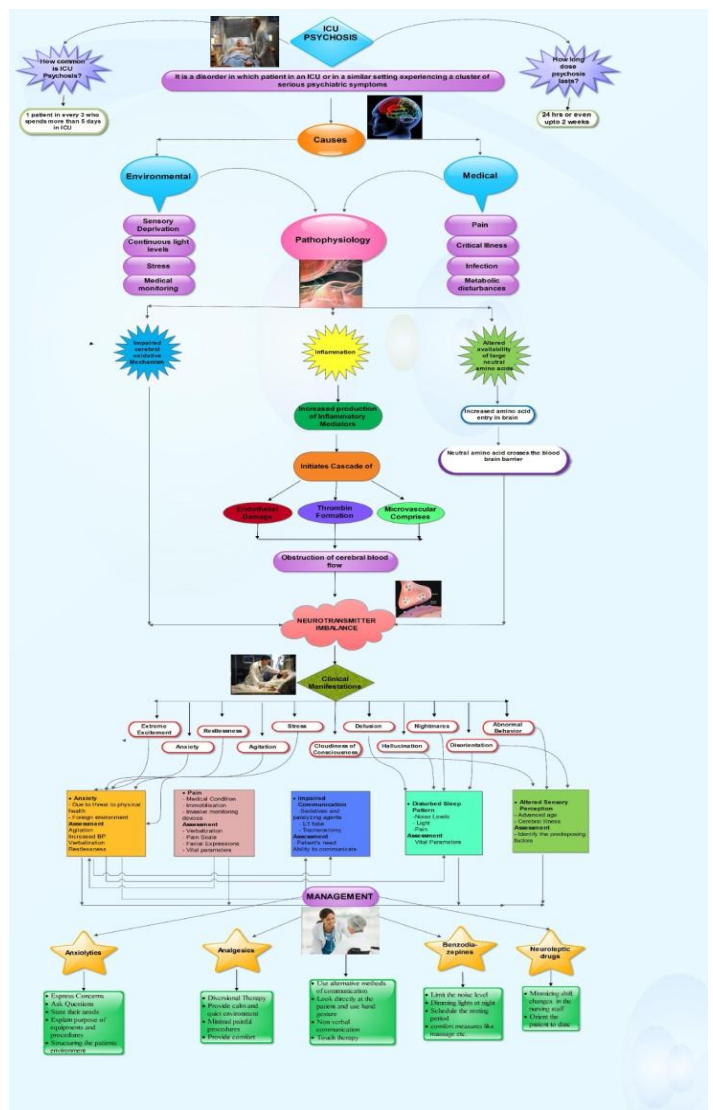 ICU
PSYCHOSIS
How common
is ICU
Psychosis?
How long
dose
psychosis
lasts?
It is a disorder in which patient in an ICU or in a similar setting experiencing a cluster of
serious psychiatric symptoms
1 patient in every 3 who
spends more than 5 days
in ICU
24 hrs or even
upto 2 weeks
Causes
Environmental
Medical
Sensory
Deprivation
Continuous light
levels
Stress
Medical
monitoring
Pathophysiology
Pain
Critical Illness
Infection
Metabolic
disturbances
Impaired
cerebral
oxidative
Mechanism
Inflammation
Altered
availability
of large
neutral
amino acids
Increased production
of Inflammatory
Mediators
Increased amino acid
entry in brain
Initiates Cascade of
Neutral amino acid crosses the blood
brain barrier
Endothelial
Damage
Thrombin
Formation
Microvascular
Comprises
Obstruction of cerebral blood
flow
NEUROTRANSMITTER
IMBALANCE
Clinical
Manifestations
Extreme
Excitement
Restlessness
Stress
Delusion
Nightmares
Abnormal
Behavior
Anxiety
Agitation
Cloudiness of
Consciousness
Hallucination
Disorientation
• Anxiety
- Due to threat to physical
health
- Foreign environment
Assessment
Agitation
Increased BP
Verbalization
Restlessness
• Pain
- Medical Condition
- Immobilisation
- Invasive monitoring
devices
Assessment
- Verbalization
- Pain Scale
- Facial Expressions
- Vital parameters
• Impaired
Communication
- Sedatives and
paralyzing agents
- ET tube
- Tracheostomy
Assessment
- Patient's need
Ability to communicate
• Disturbed Sleep
Pattern
-Noise Levels
- Light
-Pain
Assessment
Vital Parameters
• Altered Sensory
Perception
- Advanced age
- Cerebral illness
Assessment
- Identify the predisposing
factors
MANAGEMENT
Anxiolytics
Analgesics
Benzodia-
zepines
Neuroleptic
drugs
• Express Concerns
• Ask Questions
• State their needs
• Explain purpose of
equipments and
procedures
• Structuring the patients
environment
• Diversional Therapy
• Provide calm and
quiet environment
• Minimal painful
procedures
• Provide comfort
• Use alternative methods
of communication
• Look directly at the
patient and use hand
gesture
• Non verbal
communication
• Touch therapy
• Limit the noise level
• Dimming lights at night
• Schedule the resting
period
• comfort measures like
massage etc.
• Minimizing shift
changes in the
nursing staff
• Orient the
patient to date